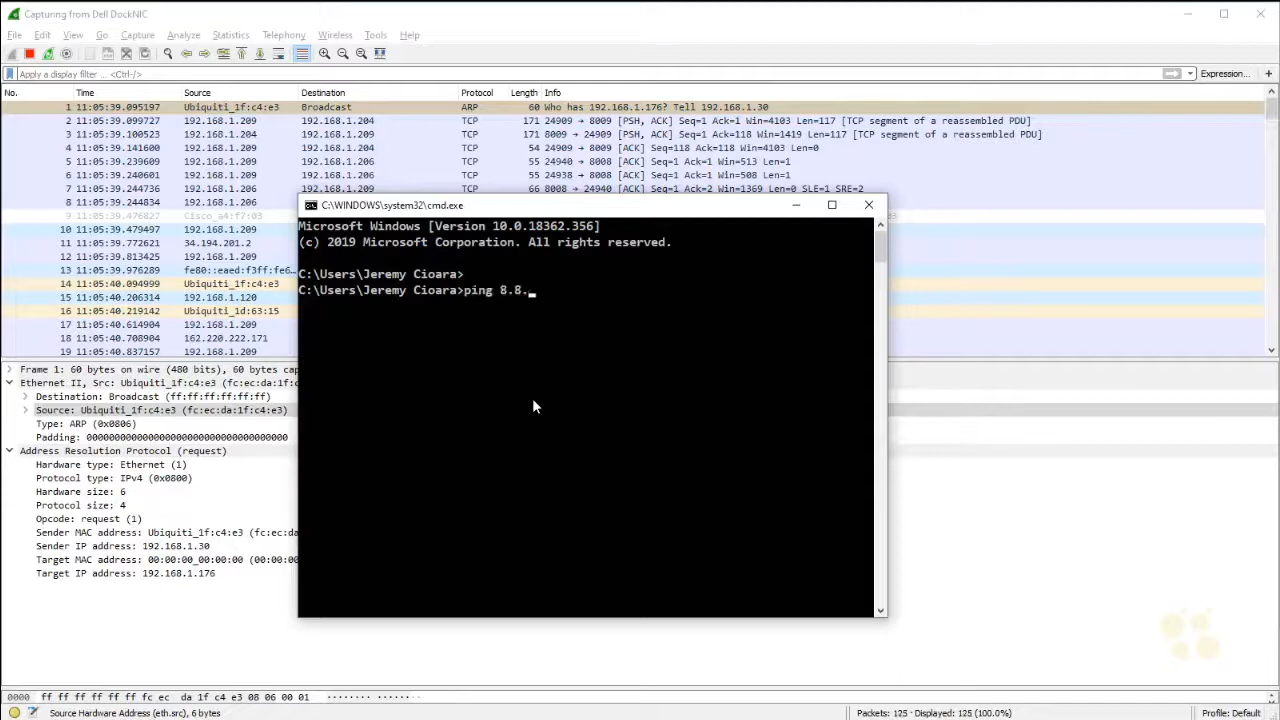 Capturing from Dell DockNIC
File Edit View Go Capture Analyze Statistics Telephony Wireless Tools Help
Apply a display filter ... <Ctrl-/> Expression... +
No. Time Source Destination Protocol Length Info
1 11:05:39.095197 Ubiquiti_1f:c4:e3 Broadcast ARP 60 Who has 192.168.1.176? Tell 192.168.1.30
2 11:05:39.099727 192.168.1.209 192.168.1.204 TCP 171 24909 → 8009 [PSH, ACK] Seq=1 Ack=1 Win=4103 Len=117 [TCP segment of a reassembled PDU]
3 11:05:39.100523 192.168.1.204 192.168.1.209 TCP 171 8009 → 24909 [PSH, ACK] Seq=1 Ack=118 Win=1419 Len=117 [TCP segment of a reassembled PDU]
4 11:05:39.141600 192.168.1.209 192.168.1.204 TCP 54 24909 → 8009 [ACK] Seq=118 Ack=118 Win=4103 Len=0
5 11:05:39.239609 192.168.1.209 192.168.1.206 TCP 55 24940 → 8008 [ACK] Seq=1 Ack=1 Win=513 Len=1
6 11:05:39.240601 192.168.1.209 192.168.1.206 TCP 55 24938 → 8008 [ACK] Seq=1 Ack=1 Win=508 Len=1
7 11:05:39.244736 192.168.1.206 192.168.1.209 TCP 66 8008 → 24940 [ACK] Seq=1 Ack=2 Win=1369 Len=0 SLE=1 SRE=2
8 11:05:39.244834 192.168.1.206
9 11:05:39.476827 Cisco_a4:f7:03
10 11:05:39.479497 192.168.1.209
11 11:05:39.772621 34.194.201.2
12 11:05:39.813425 192.168.1.209
13 11:05:39.976289 fe80::eaed:f3ff:fe6…
14 11:05:40.094999 Ubiquiti_1f:c4:e3
15 11:05:40.206314 192.168.1.120
16 11:05:40.219142 Ubiquiti_1d:63:15
17 11:05:40.614904 192.168.1.209
18 11:05:40.708904 162.220.222.171
19 11:05:40.837157 192.168.1.209
C:\WINDOWS\system32\cmd.exe
Microsoft Windows [Version 10.0.18362.356]
(c) 2019 Microsoft Corporation. All rights reserved.
C:\Users\Jeremy Cioara>
C:\Users\Jeremy Cioara>ping 8.8._
Frame 1: 60 bytes on wire (480 bits), 60 bytes cap
Ethernet II, Src: Ubiquiti_1f:c4:e3 (fc:ec:da:1f:c
Destination: Broadcast (ff:ff:ff:ff:ff:ff)
Source: Ubiquiti_1f:c4:e3 (fc:ec:da:1f:c4:e3)
Type: ARP (0x0806)
Padding: 000000000000000000000000000000000000
Address Resolution Protocol (request)
Hardware type: Ethernet (1)
Protocol type: IPv4 (0x0800)
Hardware size: 6
Protocol size: 4
Opcode: request (1)
Sender MAC address: Ubiquiti_1f:c4:e3 (fc:ec:da
Sender IP address: 192.168.1.30
Target MAC address: 00:00:00_00:00:00 (00:00:00
Target IP address: 192.168.1.176
0000 ff ff ff ff ff ff fc ec da 1f c4 e3 08 06 00 01 ········ ········
Source Hardware Address (eth.src), 6 bytes Packets: 125 · Displayed: 125 (100.0%) Profile: Default